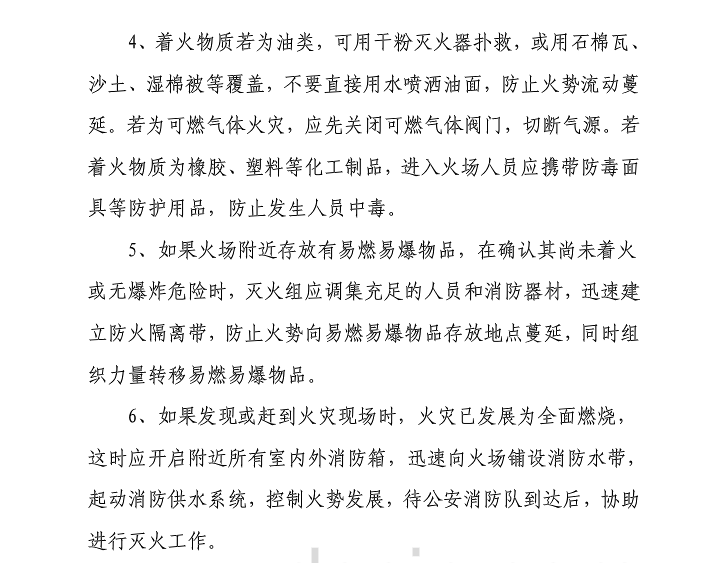 4、着火物质若为油类，可用干粉灭火器扑救，或用石棉瓦、
沙土、湿棉被等覆盖，不要直接用水喷洒油面，防止火势流动蔓
延。若为可燃气体火灾，应先关闭可燃气体阀门，切断气源。若
着火物质为橡胶、塑料等化工制品，进入火场人员应携带防毒面
具等防护用品，防止发生人员中毒。
5、如果火场附近存放有易燃易爆物品，在确认其尚未着火
或无爆炸危险时，灭火组应调集充足的人员和消防器材，迅速建
立防火隔离带，防止火势向易燃易爆物品存放地点蔓延，同时组
织力量转移易燃易爆物品。
6、如果发现或赶到火灾现场时，火灾已发展为全面燃烧，
这时应开启附近所有室内外消防箱，迅速向火场铺设消防水带，
起动消防供水系统，控制火势发展，待公安消防队到达后，协助
进行灭火工作。